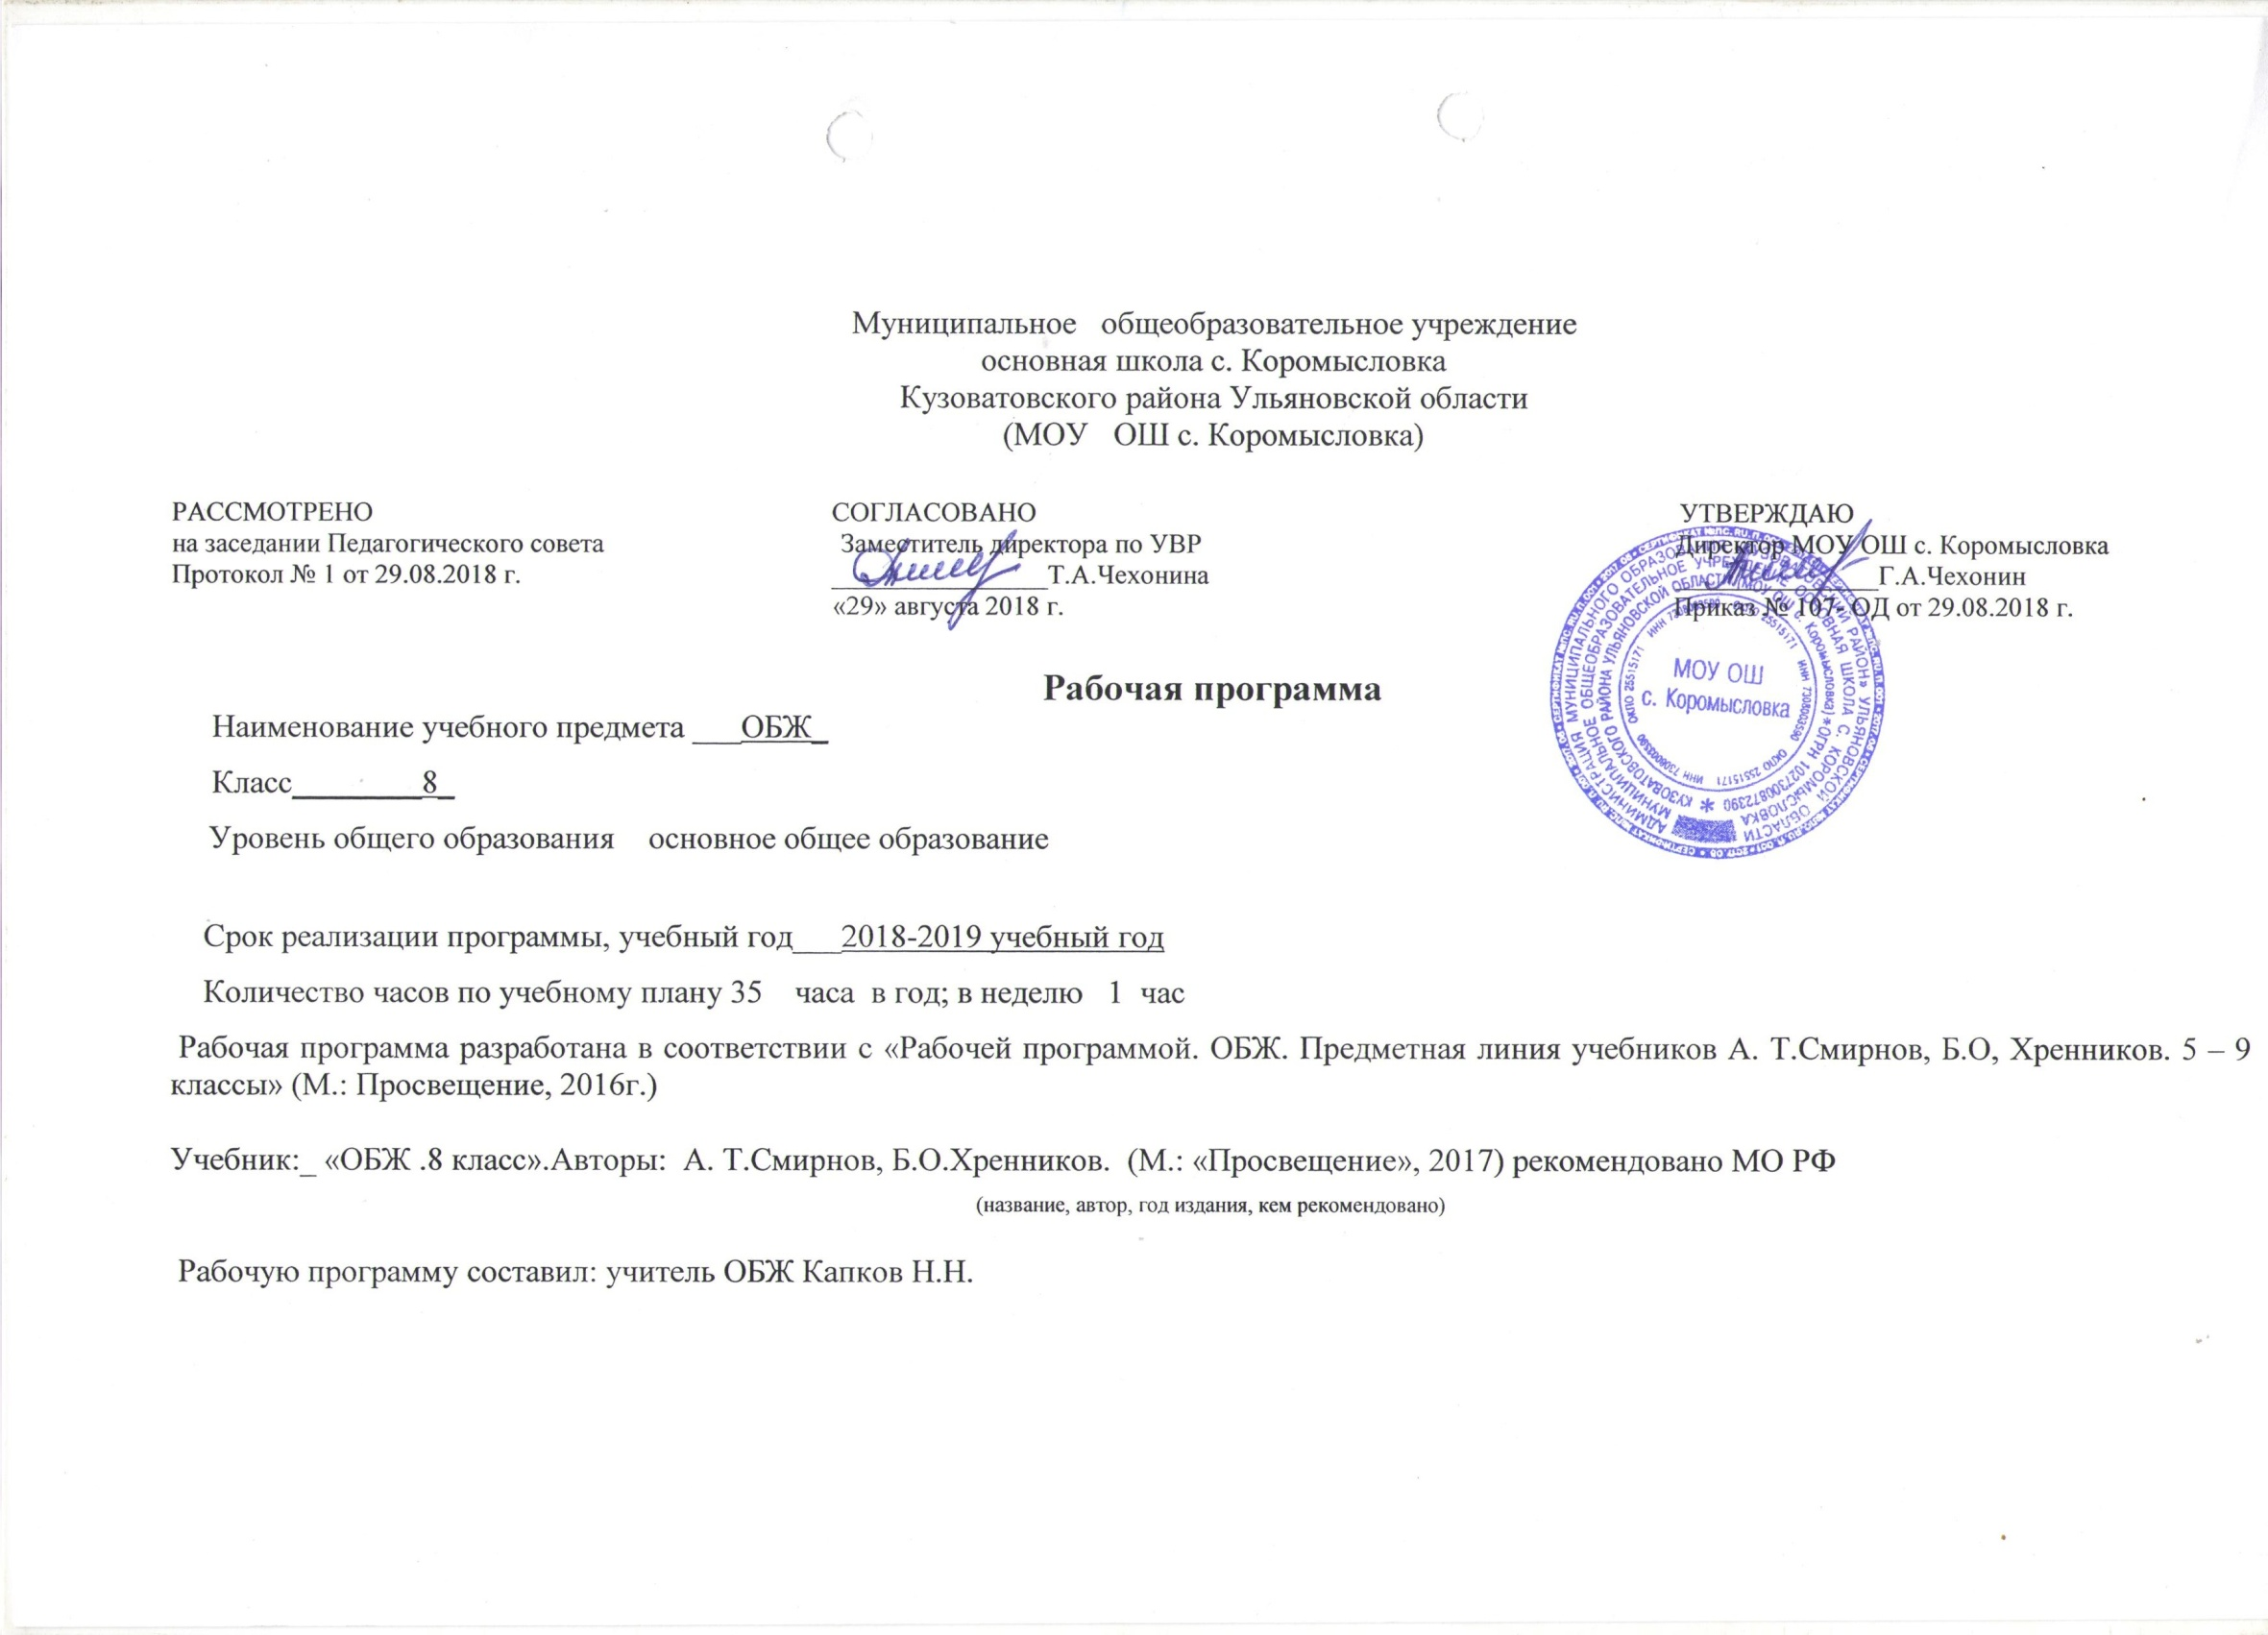 Муниципальное общеобразовательное учреждение
основная школа с. Коромысловка
Кузоватовского района Ульяновской области
(МОУ ОШ с. Коромысловка)
РАССМОТРЕНО
на заседании Педагогического совета
Протокол № 1 от 29.08.2018 г.
СОГЛАСОВАНО
Заместитель директора по УВР
_________________Т.А.Чехонина
«29» августа 2018 г.
УТВЕРЖДАЮ
Директор МОУ ОШ с. Коромысловка
________________Г.А.Чехонин
Приказ № 107- ОД от 29.08.2018 г.
МОУ ОШ
с. Коромысловка
Рабочая программа
Наименование учебного предмета ___ОБЖ_
Класс________8_
Уровень общего образования основное общее образование
Срок реализации программы, учебный год___2018-2019 учебный год
Количество часов по учебному плану 35 часа в год; в неделю 1 час
Рабочая программа разработана в соответствии с «Рабочей программой. ОБЖ. Предметная линия учебников А. Т.Смирнов, Б.О, Хренников. 5 – 9
классы» (М.: Просвещение, 2016г.)
Учебник:_ «ОБЖ .8 класс».Авторы: А. Т.Смирнов, Б.О.Хренников. (М.: «Просвещение», 2017) рекомендовано МО РФ
(название, автор, год издания, кем рекомендовано)
Рабочую программу составил: учитель ОБЖ Капков Н.Н.